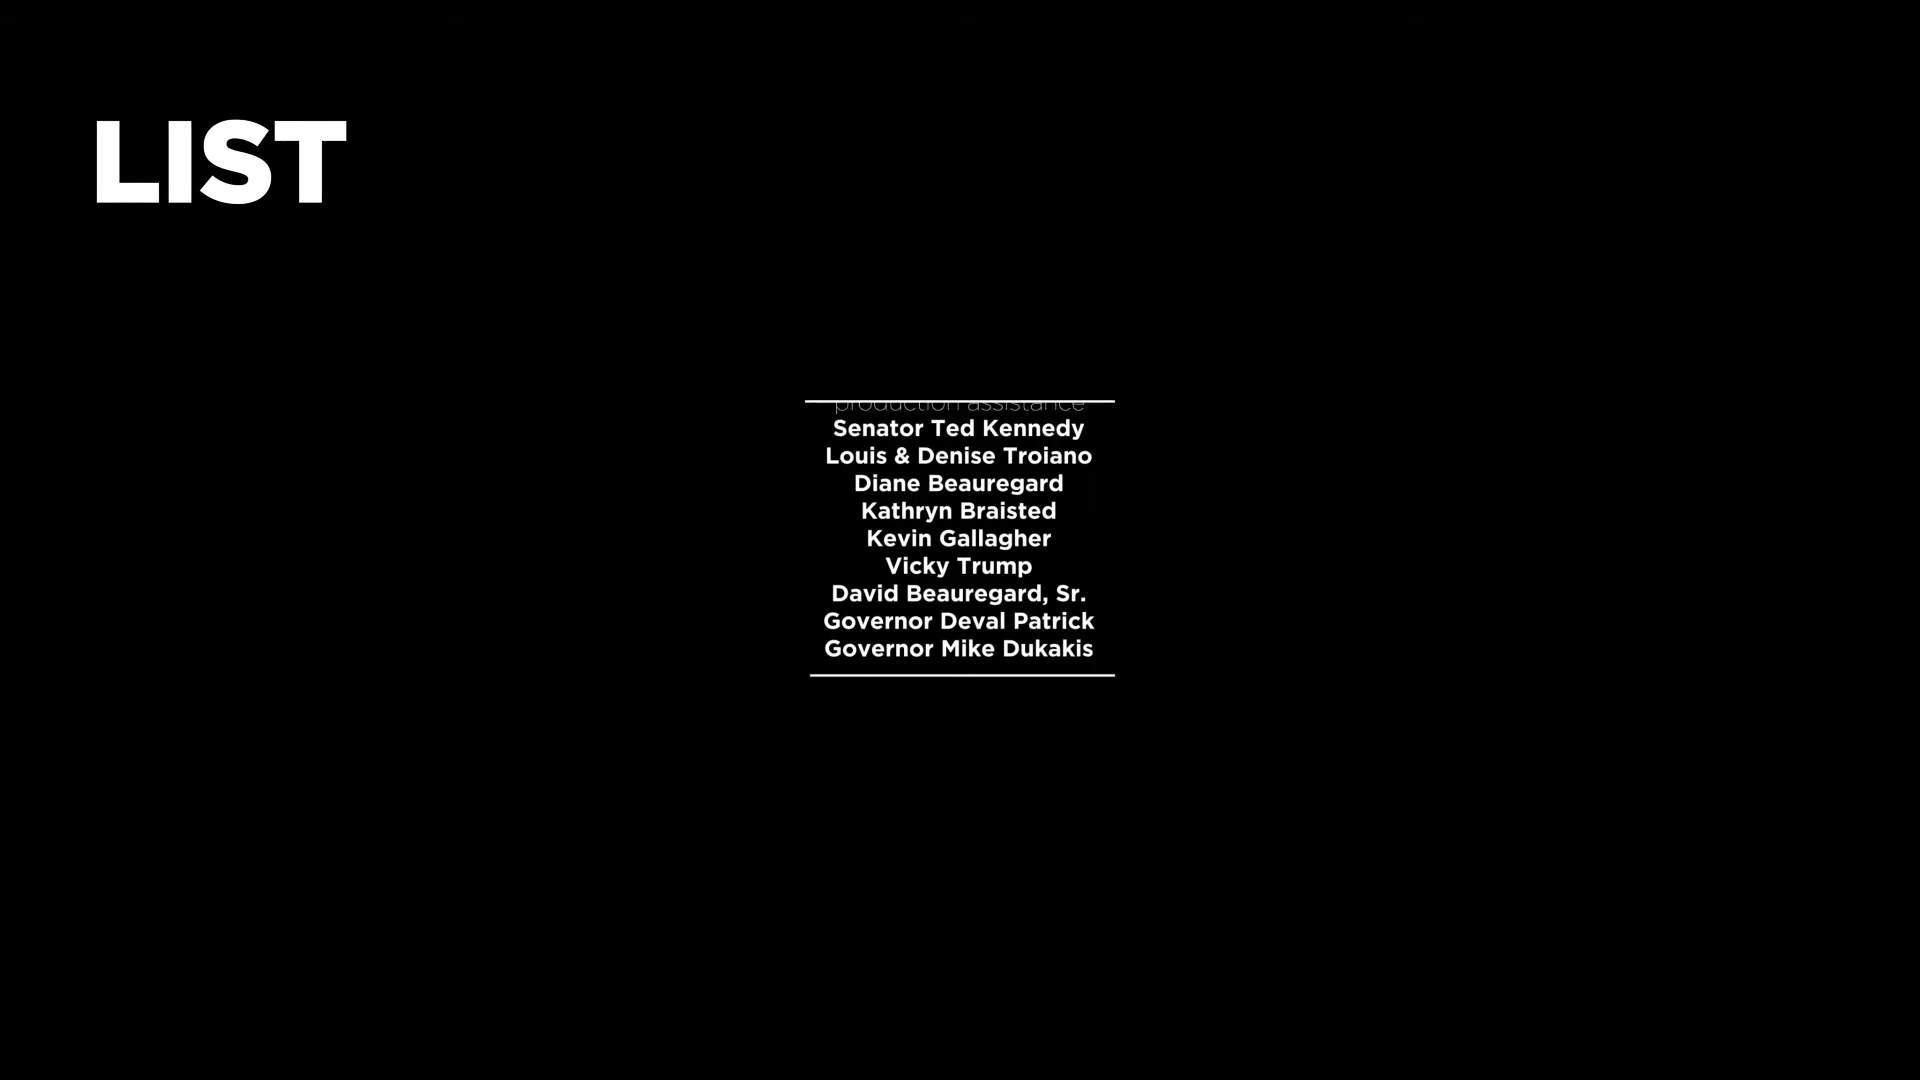 LIST
production assistance
Senator Ted Kennedy
Louis & Denise Troiano
Diane Beauregard
Kathryn Braisted
Kevin Gallagher
Vicky Trump
David Beauregard, Sr.
Governor Deval Patrick
Governor Mike Dukakis